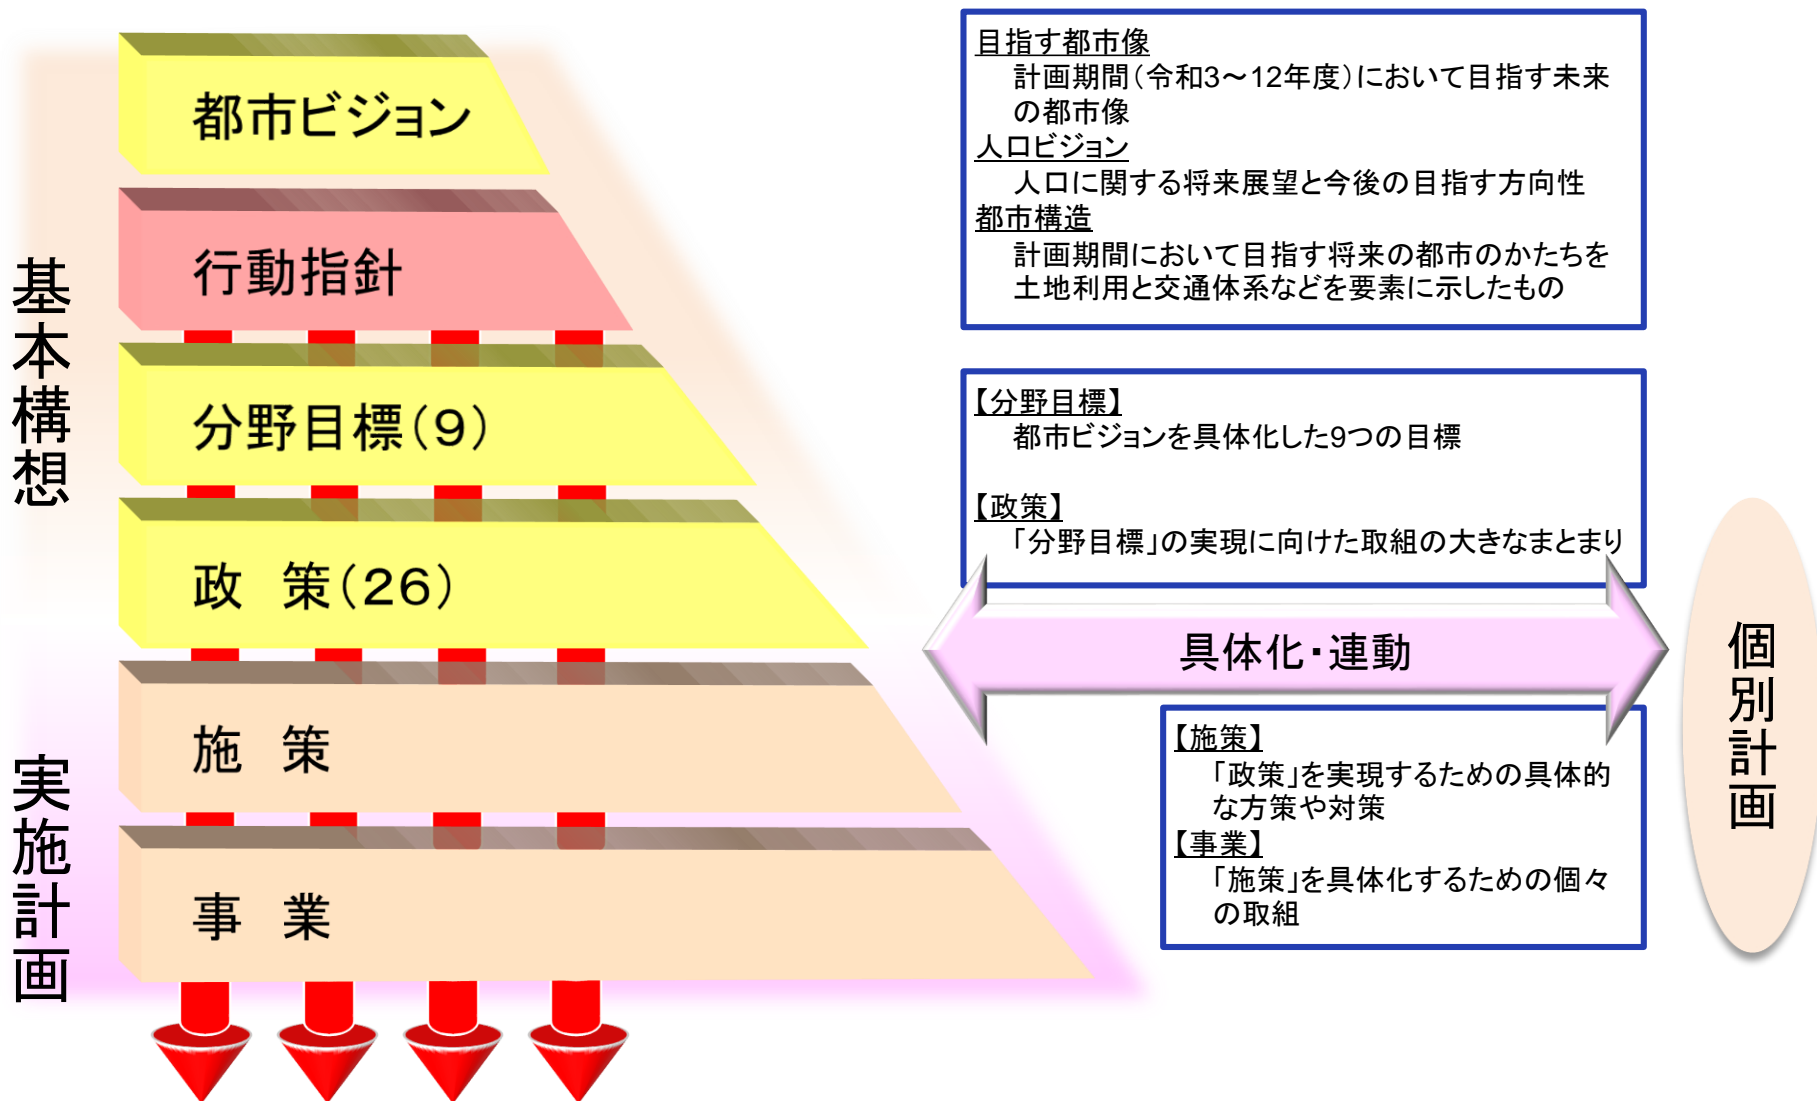 基本構想
実施計画
都市ビジョン
行動指針
分野目標(9)
政　策(26)
施　策
事　業
目指す都市像
計画期間(令和3～12年度)において目指す未来
の都市像
人口ビジョン
人口に関する将来展望と今後の目指す方向性
都市構造
計画期間において目指す将来の都市のかたちを
土地利用と交通体系などを要素に示したもの
【分野目標】
都市ビジョンを具体化した9つの目標
【政策】
「分野目標」の実現に向けた取組の大きなまとまり
具体化・連動
【施策】
「政策」を実現するための具体的
な方策や対策
【事業】
「施策」を具体化するための個々
の取組
個別計画